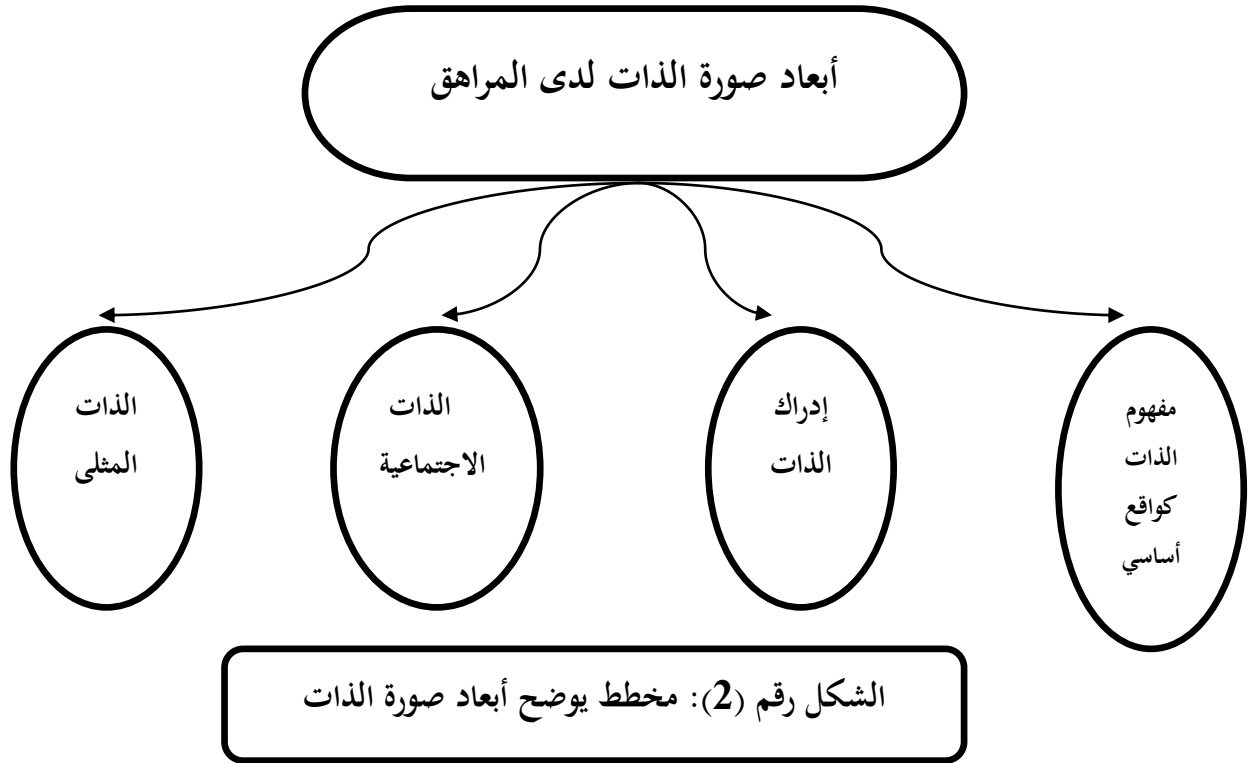 أبعاد صورة الذات لدى المراهق
مفهوم
الذات
كواقع
أساسي
إدراك
الذات
الذات
الاجتماعية
الذات
المثلى
الشكل رقم (2): مخطط يوضح أبعاد صورة الذات